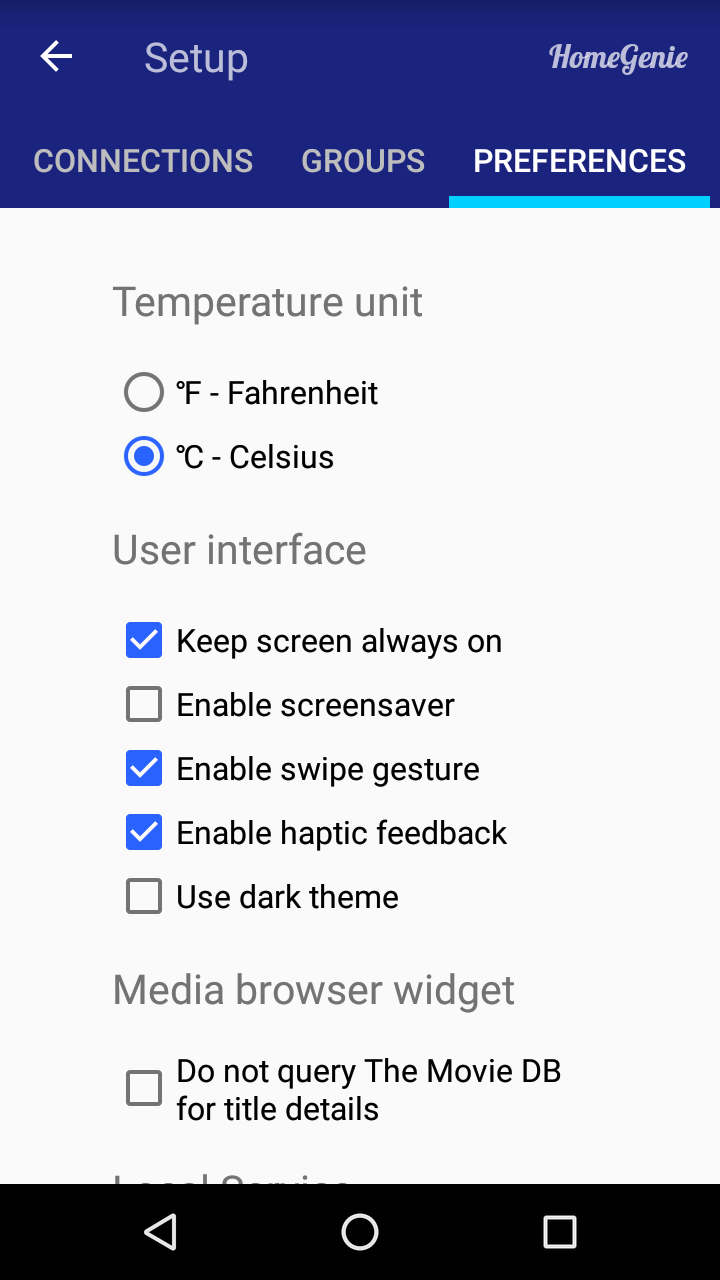 Setup
HomeGenie
CONNECTIONS GROUPS PREFERENCES
Temperature unit
℉ - Fahrenheit
℃ - Celsius
User interface
Keep screen always on
Enable screensaver
Enable swipe gesture
Enable haptic feedback
Use dark theme
Media browser widget
Do not query The Movie DB
for title details